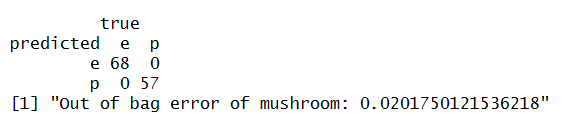 true
predicted e p
e 68 0
p 0 57
[1] "Out of bag error of mushroom: 0.0201750121536218"